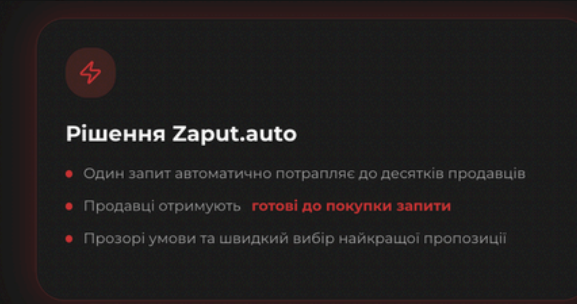 Рішення Zaput.auto
Один запит автоматично потрапляє до десятків продавців
Продавці отримують готові до покупки запити
Прозорі умови та швидкий вибір найкращої пропозиції